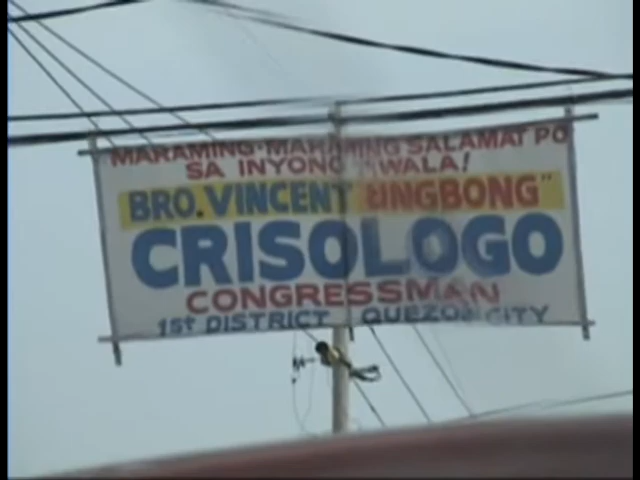 MARAMING-MARAMING SALAMAT PO
SA INYONG TIWALA!
BRO. VINCENT "BINGBONG"
CRISOLOGO
CONGRESSMAN
1st DISTRICT QUEZON CITY